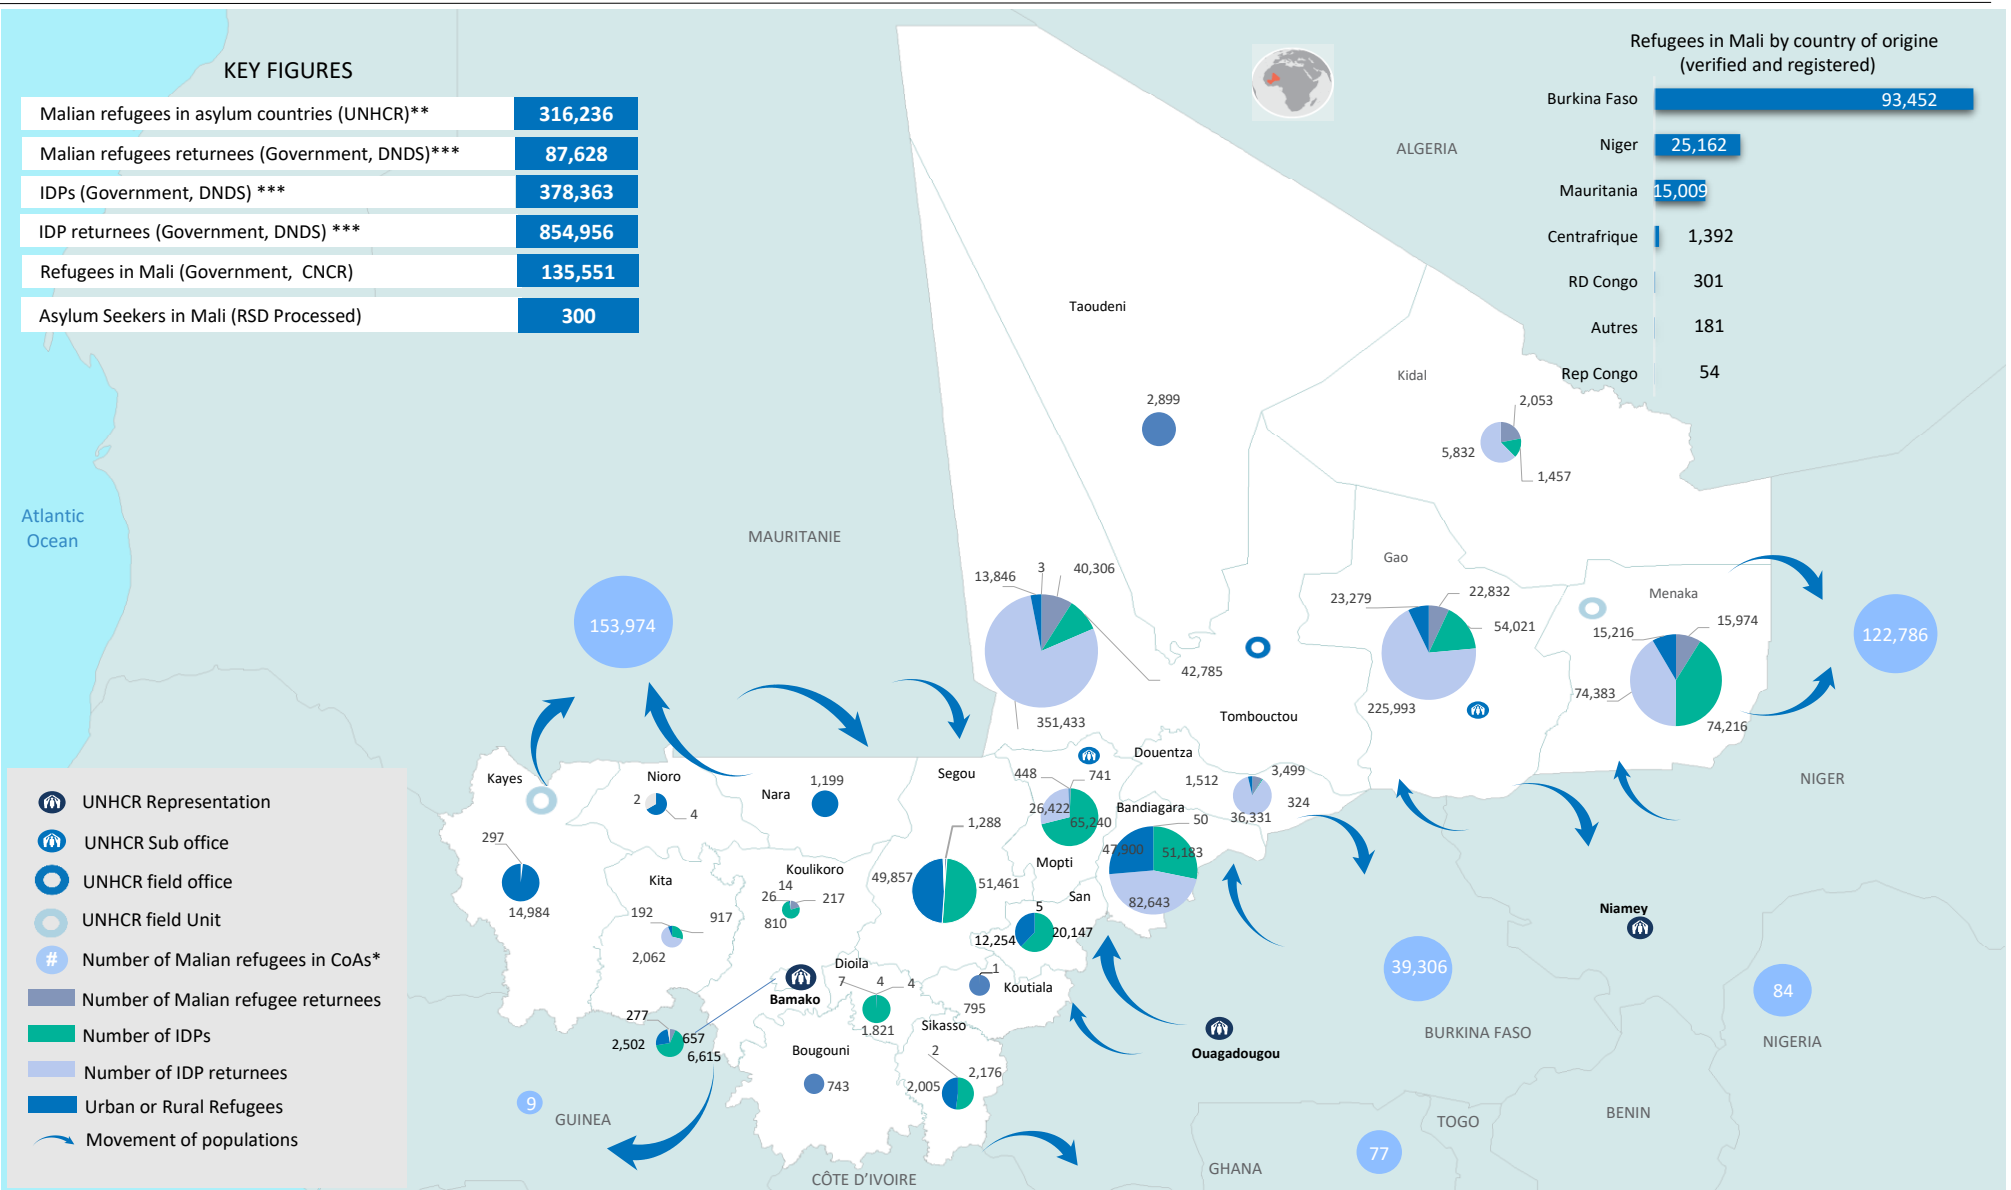 KEY FIGURES
Malian refugees in asylum countries (UNHCR)** 316,236
Malian refugees returnees (Government, DNDS)*** 87,628
IDPs (Government, DNDS) *** 378,363
IDP returnees (Government, DNDS) *** 854,956
Refugees in Mali (Government, CNCR) 135,551
Asylum Seekers in Mali (RSD Processed) 300
Refugees in Mali by country of origine
(verified and registered)
Burkina Faso 93,452
Niger 25,162
Mauritania 15,009
Centrafrique 1,392
RD Congo 301
Autres 181
Rep Congo 54
ALGERIA
Taoudeni
2,899
Kidal
2,053
5,832
1,457
Atlantic
Ocean
MAURITANIE
153,974
13,846
3
40,306
42,785
351,433
Tombouctou
Gao
23,279
22,832
54,021
225,993
Menaka
15,216
15,974
74,383
74,216
122,786
NIGER
Kayes
297
14,984
Nioro
2
4
Nara
1,199
Segou
1,288
49,857
51,461
448
741
26,422
65,240
Mopti
Douentza
1,512
3,499
324
36,331
Bandiagara
50
47,900
51,183
82,643
Kita
192
917
2,062
Koulikoro
14
26
217
810
San
5
12,254
20,147
Dioila
7
4
4
1.821
Bamako
277
2,502
657
6,615
1
Koutiala
795
Sikasso
2
2,176
2,005
Bougouni
743
Niamey
39,306
BURKINA FASO
Ouagadougou
84
NIGERIA
9
GUINEA
CÔTE D'IVOIRE
GHANA
77
TOGO
BENIN
UNHCR Representation
UNHCR Sub office
UNHCR field office
UNHCR field Unit
# Number of Malian refugees in CoAs*
Number of Malian refugee returnees
Number of IDPs
Number of IDP returnees
Urban or Rural Refugees
Movement of populations